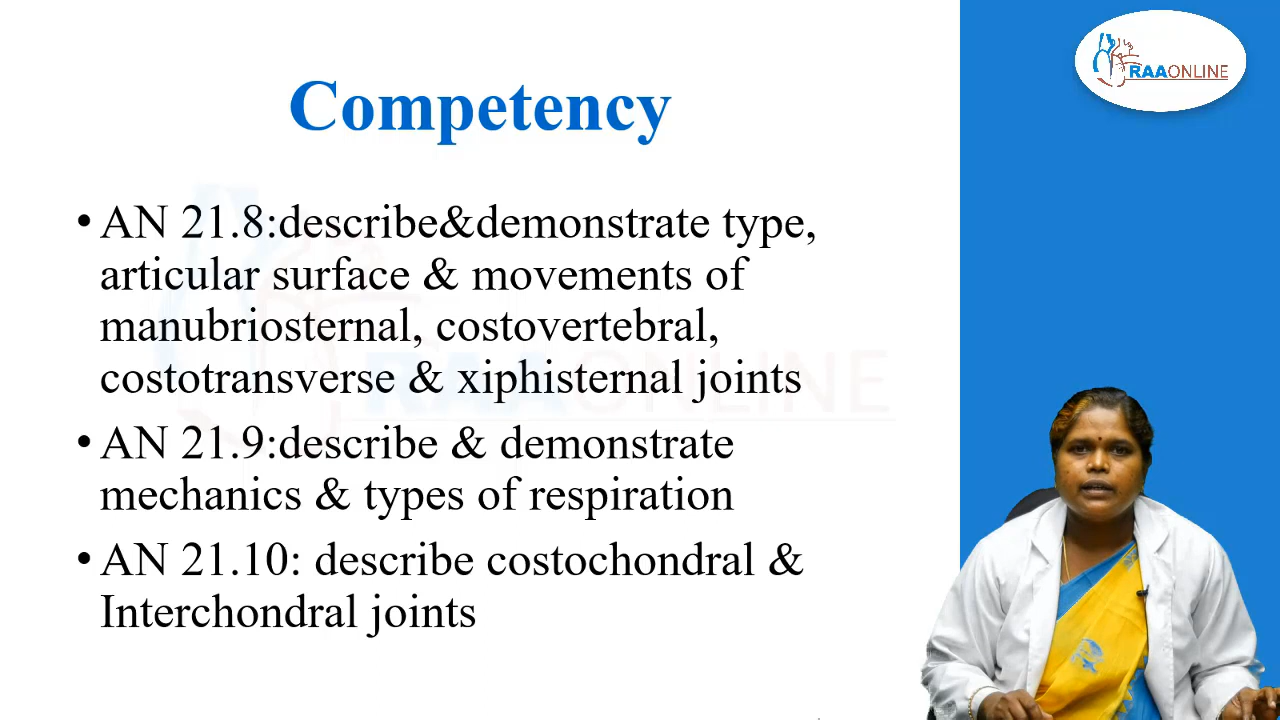 RAAONLINE
Competency
• AN 21.8:describe&demonstrate type,
articular surface & movements of
manubriosternal, costovertebral,
costotransverse & xiphisternal joints
• AN 21.9:describe & demonstrate
mechanics & types of respiration
• AN 21.10: describe costochondral &
Interchondral joints
RAAONLINE